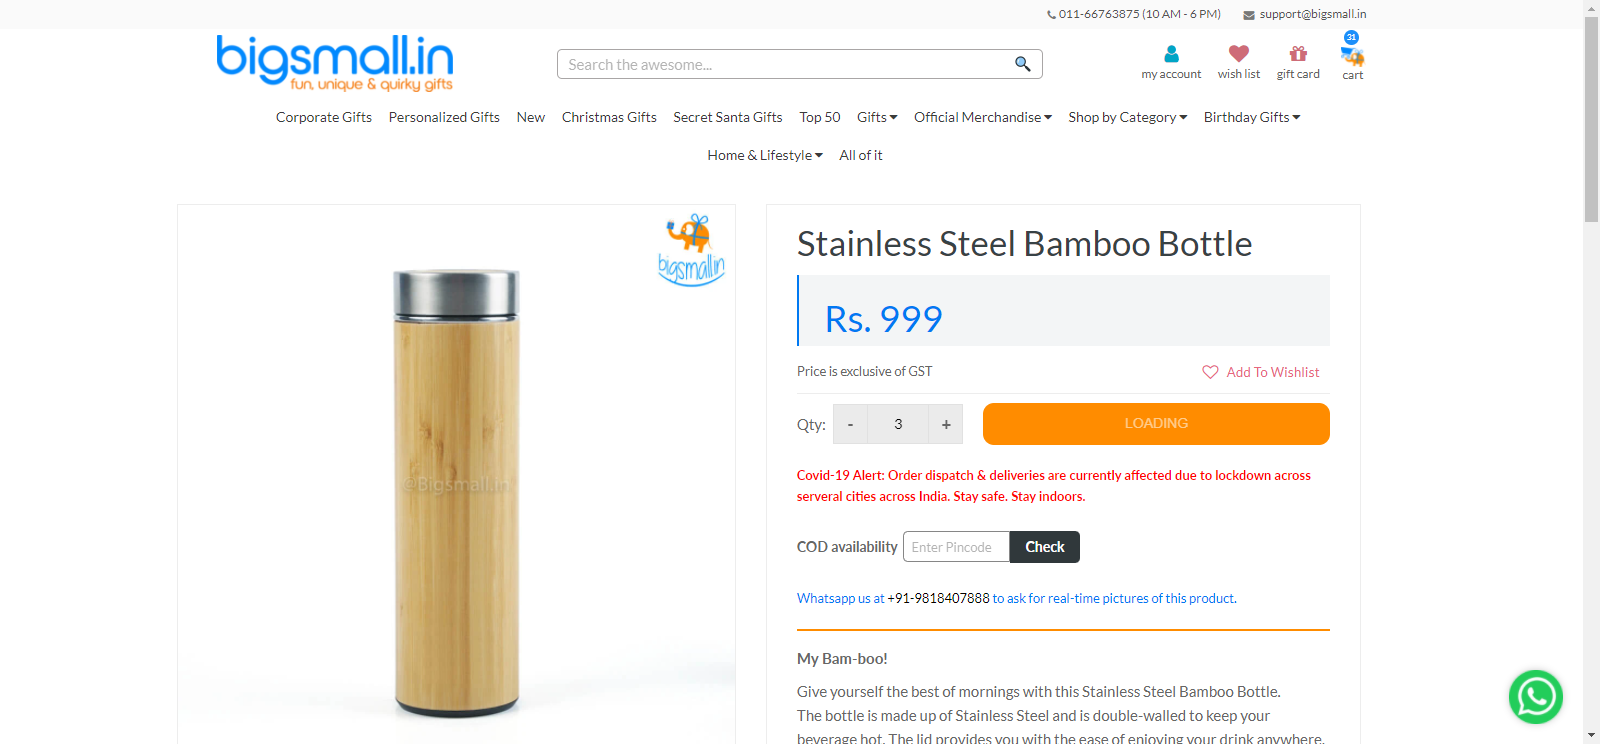 011-66763875 (10 AM - 6 PM) support@bigsmall.in
bigsmall.in
fun, unique & quirky gifts
Search the awesome...
31
my account wish list gift card cart
Corporate Gifts Personalized Gifts New Christmas Gifts Secret Santa Gifts Top 50 Gifts Official Merchandise Shop by Category Birthday Gifts
Home & Lifestyle All of it
bigsmall.in
@Bigsmall.in
Stainless Steel Bamboo Bottle
Rs. 999
Price is exclusive of GST Add To Wishlist
Qty: - 3 + LOADING
Covid-19 Alert: Order dispatch & deliveries are currently affected due to lockdown across
serveral cities across India. Stay safe. Stay indoors.
COD availability Enter Pincode Check
Whatsapp us at +91-9818407888 to ask for real-time pictures of this product.
My Bam-boo!
Give yourself the best of mornings with this Stainless Steel Bamboo Bottle.
The bottle is made up of Stainless Steel and is double-walled to keep your
beverage hot. The lid provides you with the ease of enjoying your drink anywhere.